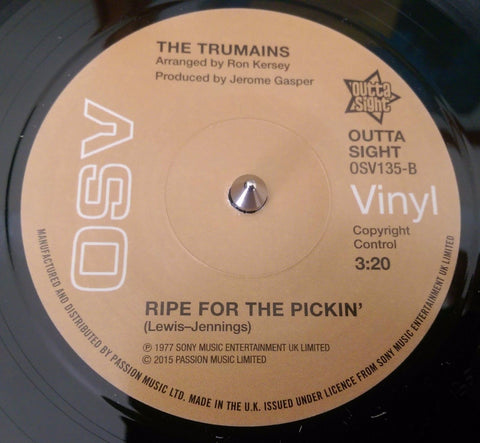 THE TRUMAINS
Arranged by Ron Kersey
Produced by Jerome Gasper
outta
sight
OUTTA
SIGHT
OSV135-B
Vinyl
Copyright
Control
3:20
OSV
RIPE FOR THE PICKIN'
(Lewis–Jennings)
℗ 1977 SONY MUSIC ENTERTAINMENT UK LIMITED
© 2015 PASSION MUSIC LIMITED
MANUFACTURED AND DISTRIBUTED BY PASSION MUSIC LTD. MADE IN THE U.K. ISSUED UNDER LICENCE FROM SONY MUSIC ENTERTAINMENT UK LIMITED